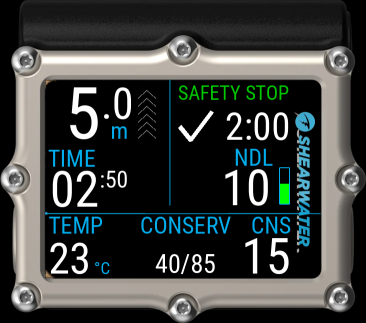 5.0 m
SAFETY STOP
✓ 2:00
TIME
02:50
NDL
10
SHEARWATER
TEMP
23 °C
CONSERV
40/85
CNS
15